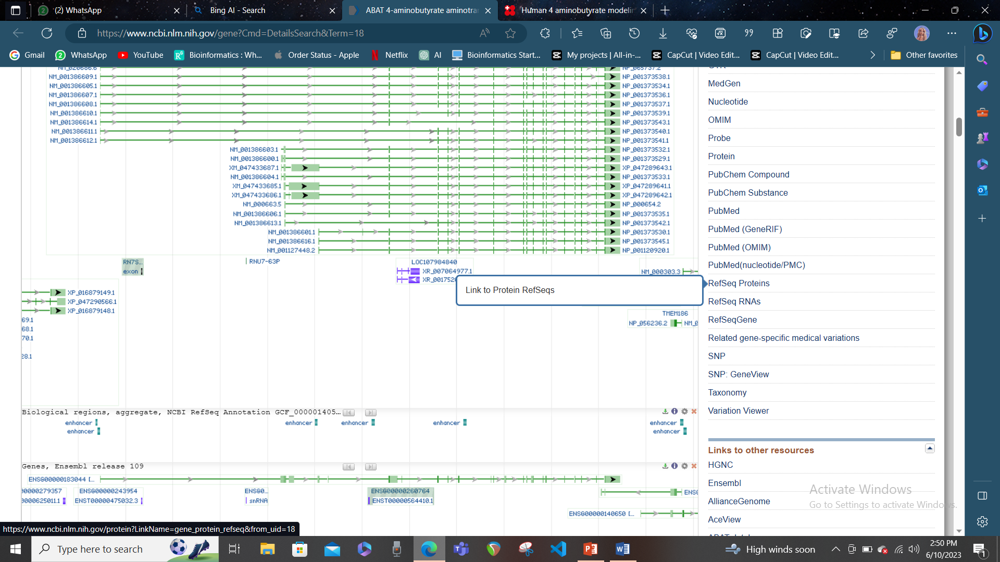 (2) WhatsApp
Bing AI - Search
ABAT 4-aminobutyrate aminotra
Human 4 aminobutyrate modelin
https://www.ncbi.nlm.nih.gov/gene?Cmd=DetailsSearch&Term=18
Gmail
WhatsApp
YouTube
Bioinformatics : Wh...
Order Status - Apple
Netflix
AI
Bioinformatics Start...
My projects | All-in-...
CapCut | Video Edit...
CapCut | Video Edit...
Other favorites
NM_020686.6 NP_065737.2
NM_001386609.1 NP_001373538.1
NM_001386605.1 NP_001373534.1
NM_001386607.1 NP_001373536.1
NM_001386608.1 NP_001373537.1
NM_001386610.1 NP_001373539.1
NM_001386614.1 NP_001373543.1
NM_001386611.1 NP_001373540.1
NM_001386612.1 NP_001373541.1
NM_001386603.1 NP_001373532.1
NM_001386600.1 NP_001373529.1
XM_047433687.1 XP_047289643.1
NM_001386604.1 NP_001373533.1
XM_047433685.1 XP_047289641.1
XM_047433686.1 XP_047289642.1
NM_000663.5 NP_000654.2
NM_001386606.1 NP_001373535.1
NM_001386613.1 NP_001373542.1
NM_001386601.1 NP_001373530.1
NM_001386616.1 NP_001373545.1
NM_001127448.2 NP_001120920.1
RN7S...
exon
RNU7-63P
LOC107984840
XR_007064977.1
XR_001752
NM_000303.3
Link to Protein RefSeqs
XP_016879149.1
XP_047290566.1
XP_016879148.1
69.1
68.1
70.1
28.1
TMEM186
NP_056236.2 NM_0
Biological regions, aggregate, NCBI RefSeq Annotation GCF_000001405...
enhancer enhancer enhancer enhancer enhancer
enhancer enhancer
Genes, Ensembl release 109
ENSG00000183044 [...
00000279357 ENSG00000243954 ENSG0... ENSG00000260764 ENSG
0000625011.1 ENST00000475032.3 snRNA ENST00000564410.1
ENSG00000140650 [...
MedGen
Nucleotide
OMIM
Probe
Protein
PubChem Compound
PubChem Substance
PubMed
PubMed (GeneRIF)
PubMed (OMIM)
PubMed(nucleotide/PMC)
RefSeq Proteins
RefSeq RNAs
RefSeqGene
Related gene-specific medical variations
SNP
SNP: GeneView
Taxonomy
Variation Viewer
Links to other resources
HGNC
Ensembl
AllianceGenome
AceView
Activate Windows
Go to Settings to activate Windows.
https://www.ncbi.nlm.nih.gov/protein?LinkName=gene_protein_refseq&from_uid=18
Type here to search
High winds soon
2:50 PM
6/10/2023
1